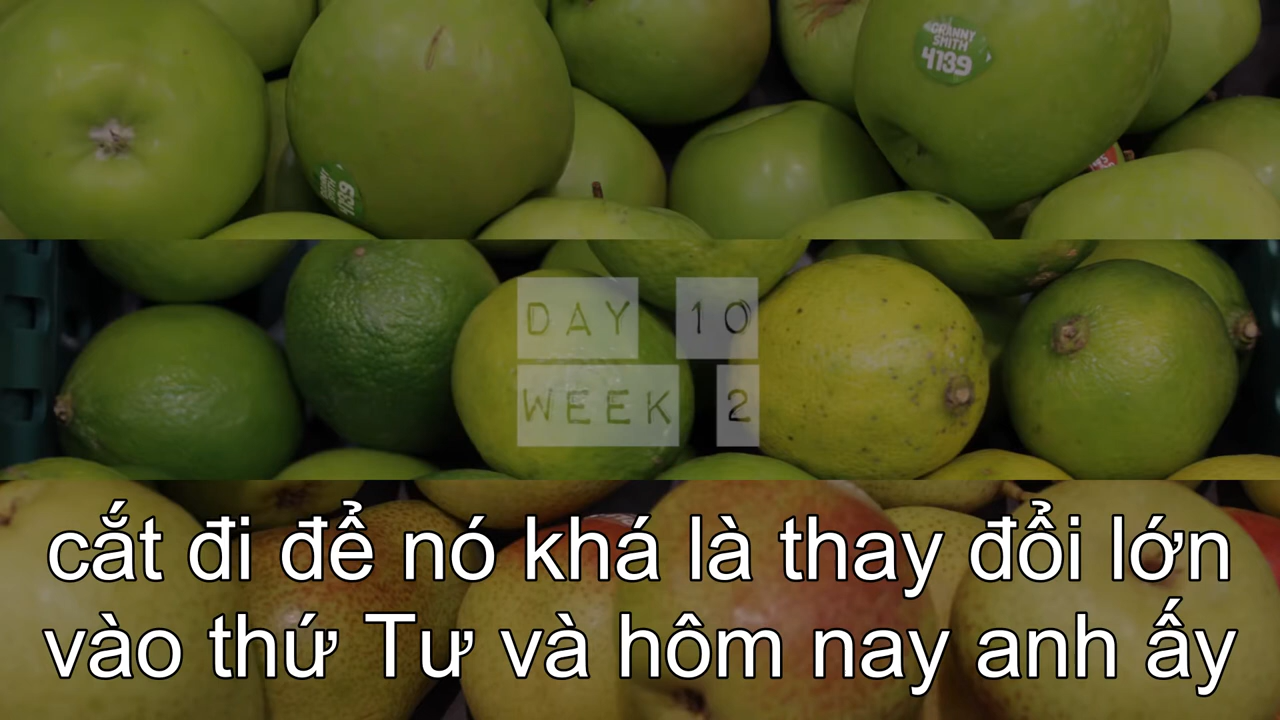 GRANNY
SMITH
4139
4139
DAY 10
WEEK 2
cắt đi để nó khá là thay đổi lớn
vào thứ Tư và hôm nay anh ấy